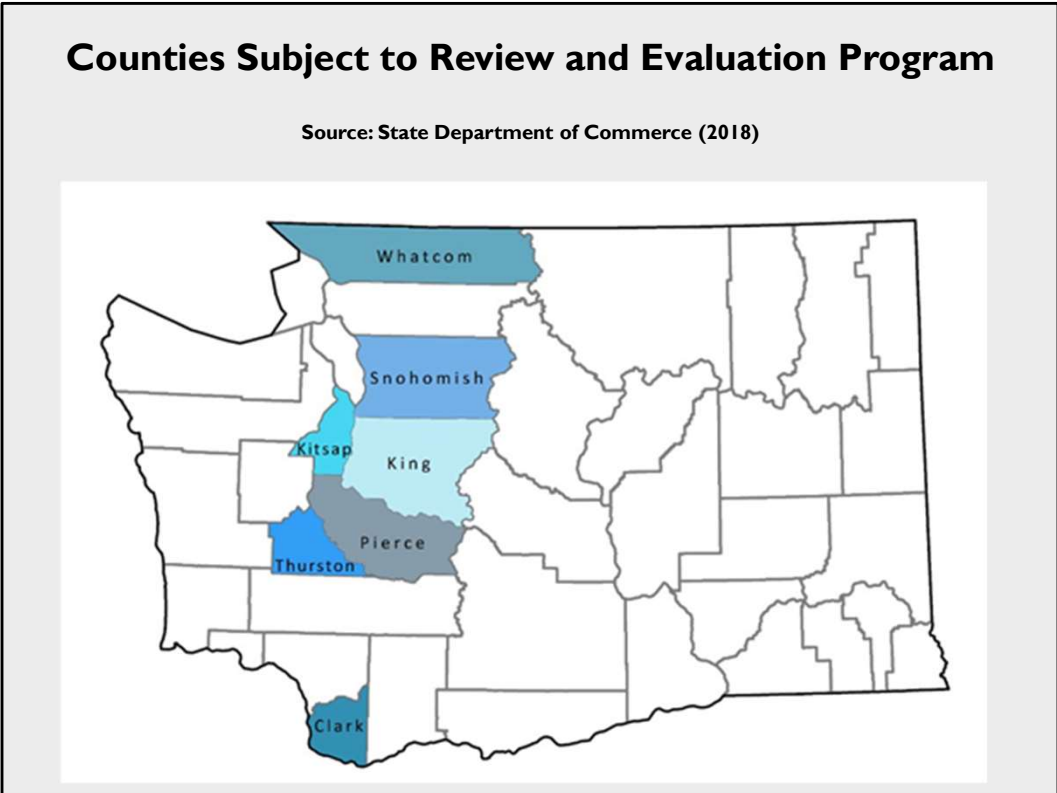 Counties Subject to Review and Evaluation Program
Source: State Department of Commerce (2018)
Whatcom
Snohomish
Kitsap
King
Pierce
Thurston
Clark